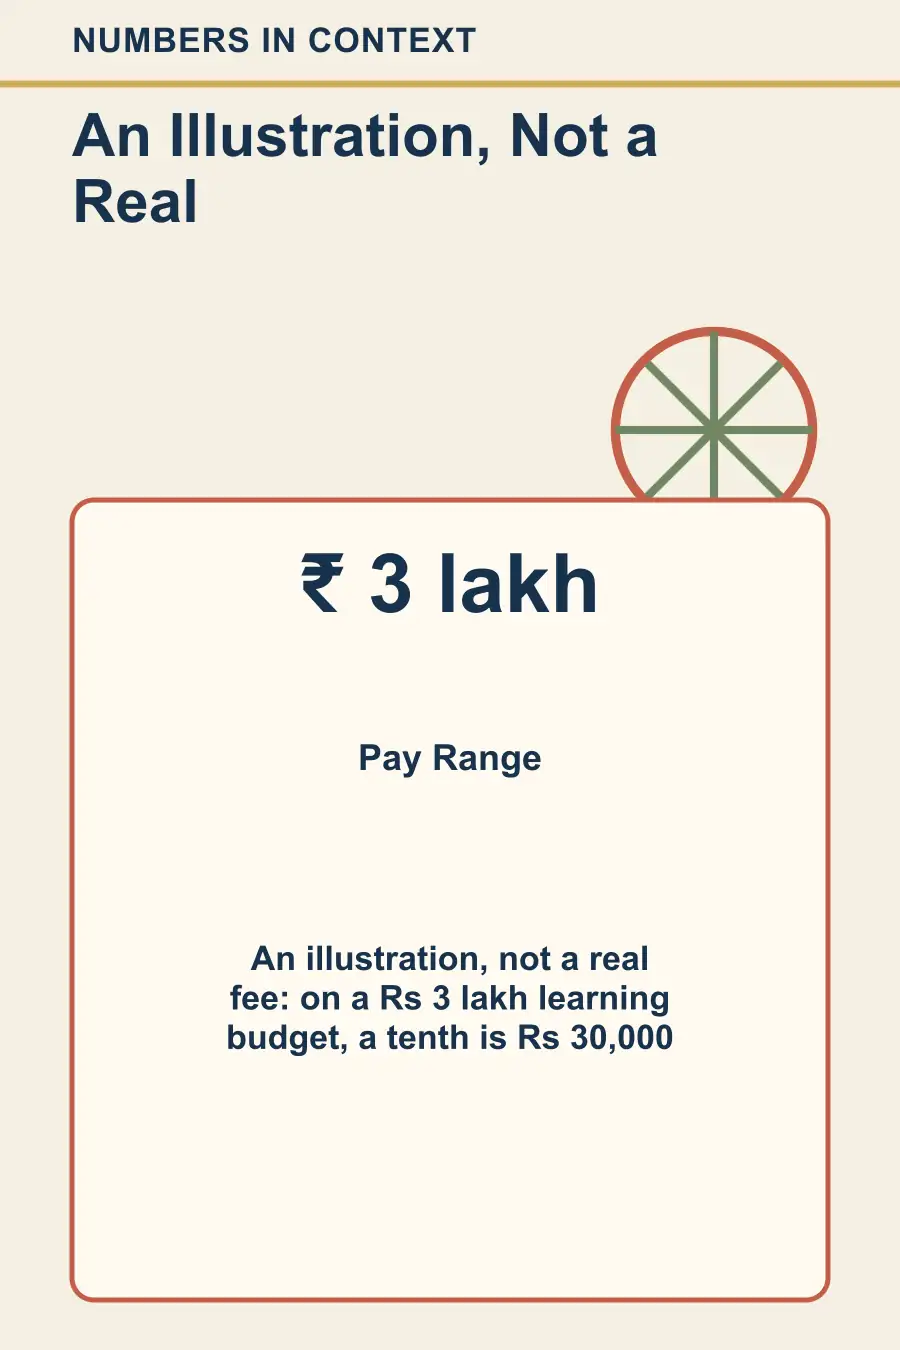 NUMBERS IN CONTEXT
An Illustration, Not a
Real
₹ 3 lakh
Pay Range
An illustration, not a real
fee: on a Rs 3 lakh learning
budget, a tenth is Rs 30,000